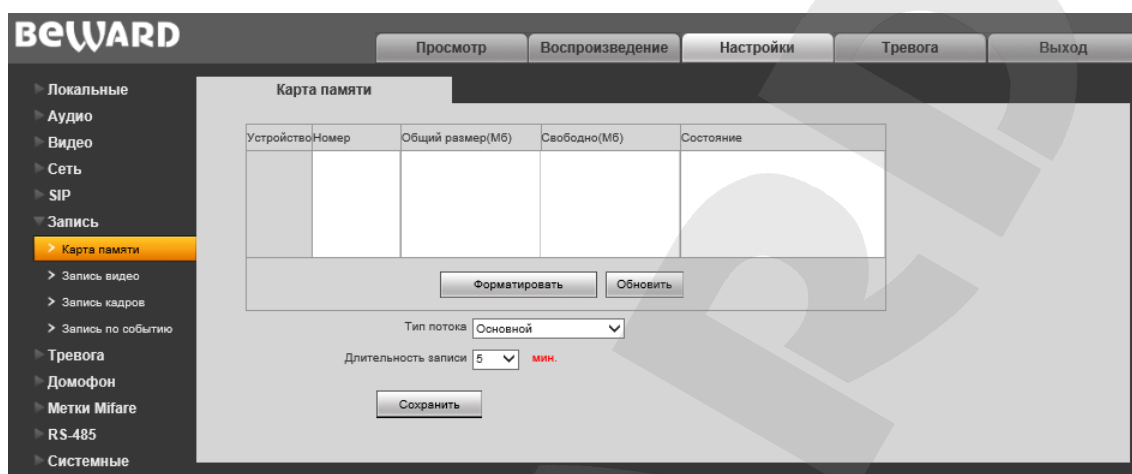 BEWARD
Просмотр Воспроизведение Настройки Тревога Выход
Локальные
Аудио
Видео
Сеть
SIP
Запись
Карта памяти
Запись видео
Запись кадров
Запись по событию
Тревога
Домофон
Метки Mifare
RS-485
Системные
Карта памяти
Устройство Номер Общий размер(Мб) Свободно(Мб) Состояние
Форматировать Обновить
Тип потока Основной
Длительность записи 5 мин.
Сохранить